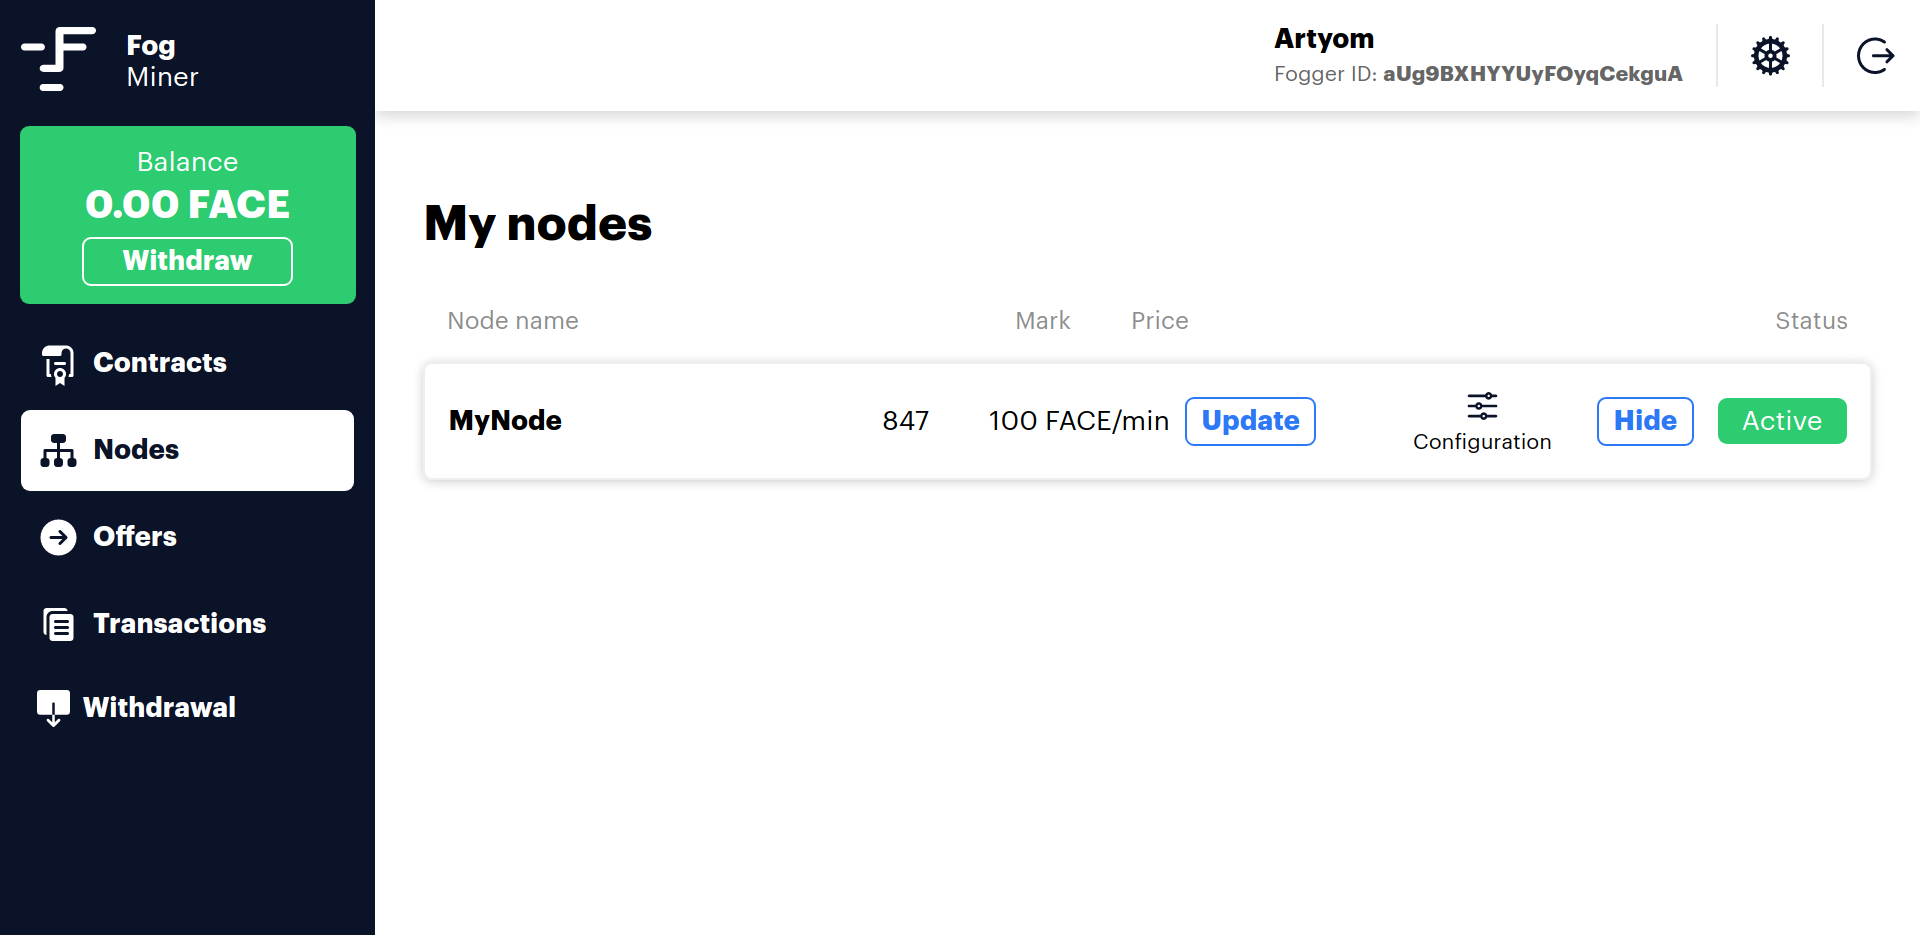 Fog
Miner
Artyom
Fogger ID: aUg9BXHYYUyFOyqCekguA
Balance
0.00 FACE
Withdraw
Contracts
Nodes
Offers
Transactions
Withdrawal
My nodes
Node name Mark Price Status
MyNode 847 100 FACE/min Update Configuration Hide Active